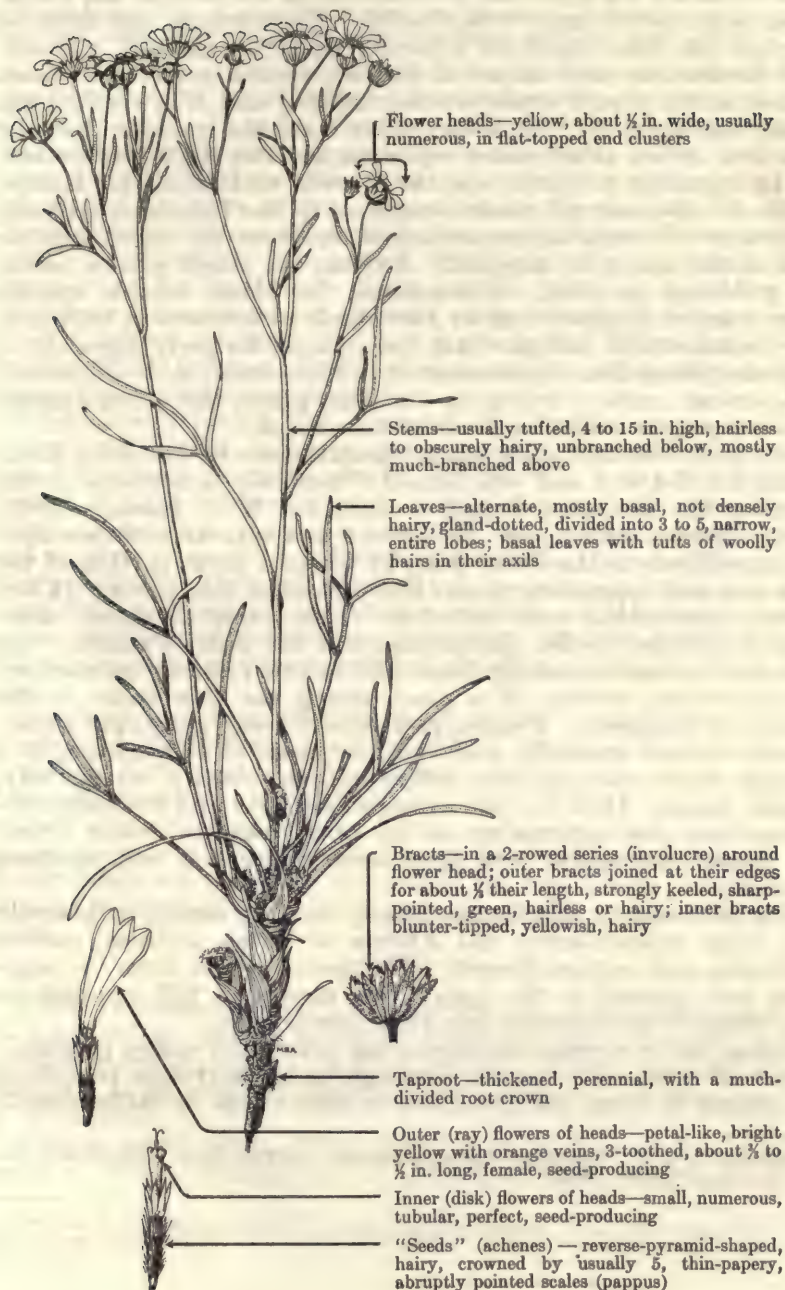 Flower heads—yellow, about ½ in. wide, usually
numerous, in flat-topped end clusters
Stems—usually tufted, 4 to 15 in. high, hairless
to obscurely hairy, unbranched below, mostly
much-branched above
Leaves—alternate, mostly basal, not densely
hairy, gland-dotted, divided into 3 to 5, narrow,
entire lobes; basal leaves with tufts of woolly
hairs in their axils
Bracts—in a 2-rowed series (involucre) around
flower head; outer bracts joined at their edges
for about their length, strongly keeled, sharp-
pointed, green, hairless or hairy; inner bracts
blunter-tipped, yellowish, hairy
Taproot—thickened, perennial, with a much-
divided root crown
Outer (ray) flowers of heads—petal-like, bright
yellow with orange veins, 3-toothed, about to
½ in. long, female, seed-producing
Inner (disk) flowers of heads—small, numerous,
tubular, perfect, seed-producing
"Seeds" (achenes) — reverse-pyramid-shaped,
hairy, crowned by usually 5, thin-papery,
abruptly pointed scales (pappus)